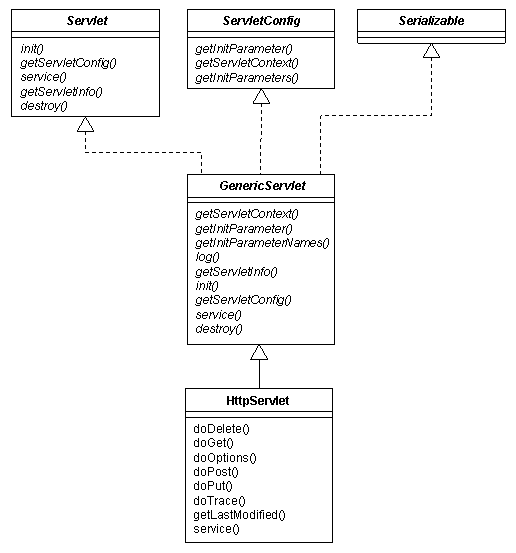 Servlet
init()
getServletConfig()
service()
getServletInfo()
destroy()
ServletConfig
getInitParameter()
getServletContext()
getInitParameters()
Serializable
GenericServlet
getServletContext()
getInitParameter()
getInitParameterNames()
log()
getServletInfo()
init()
getServletConfig()
service()
destroy()
HttpServlet
doDelete()
doGet()
doOptions()
doPost()
doPut()
doTrace()
getLastModified()
service()